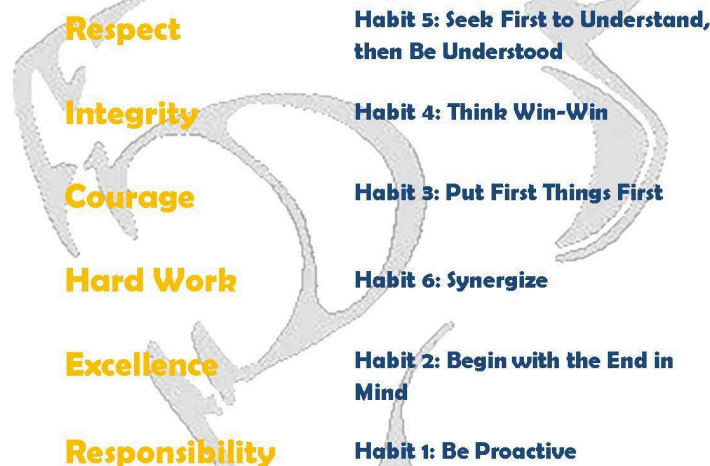 Respect
Habit 5: Seek First to Understand,
then Be Understood
Integrity
Habit 4: Think Win-Win
Courage
Habit 3: Put First Things First
Hard Work
Habit 6: Synergize
Excellence
Habit 2: Begin with the End in
Mind
Responsibility
Habit 1: Be Proactive